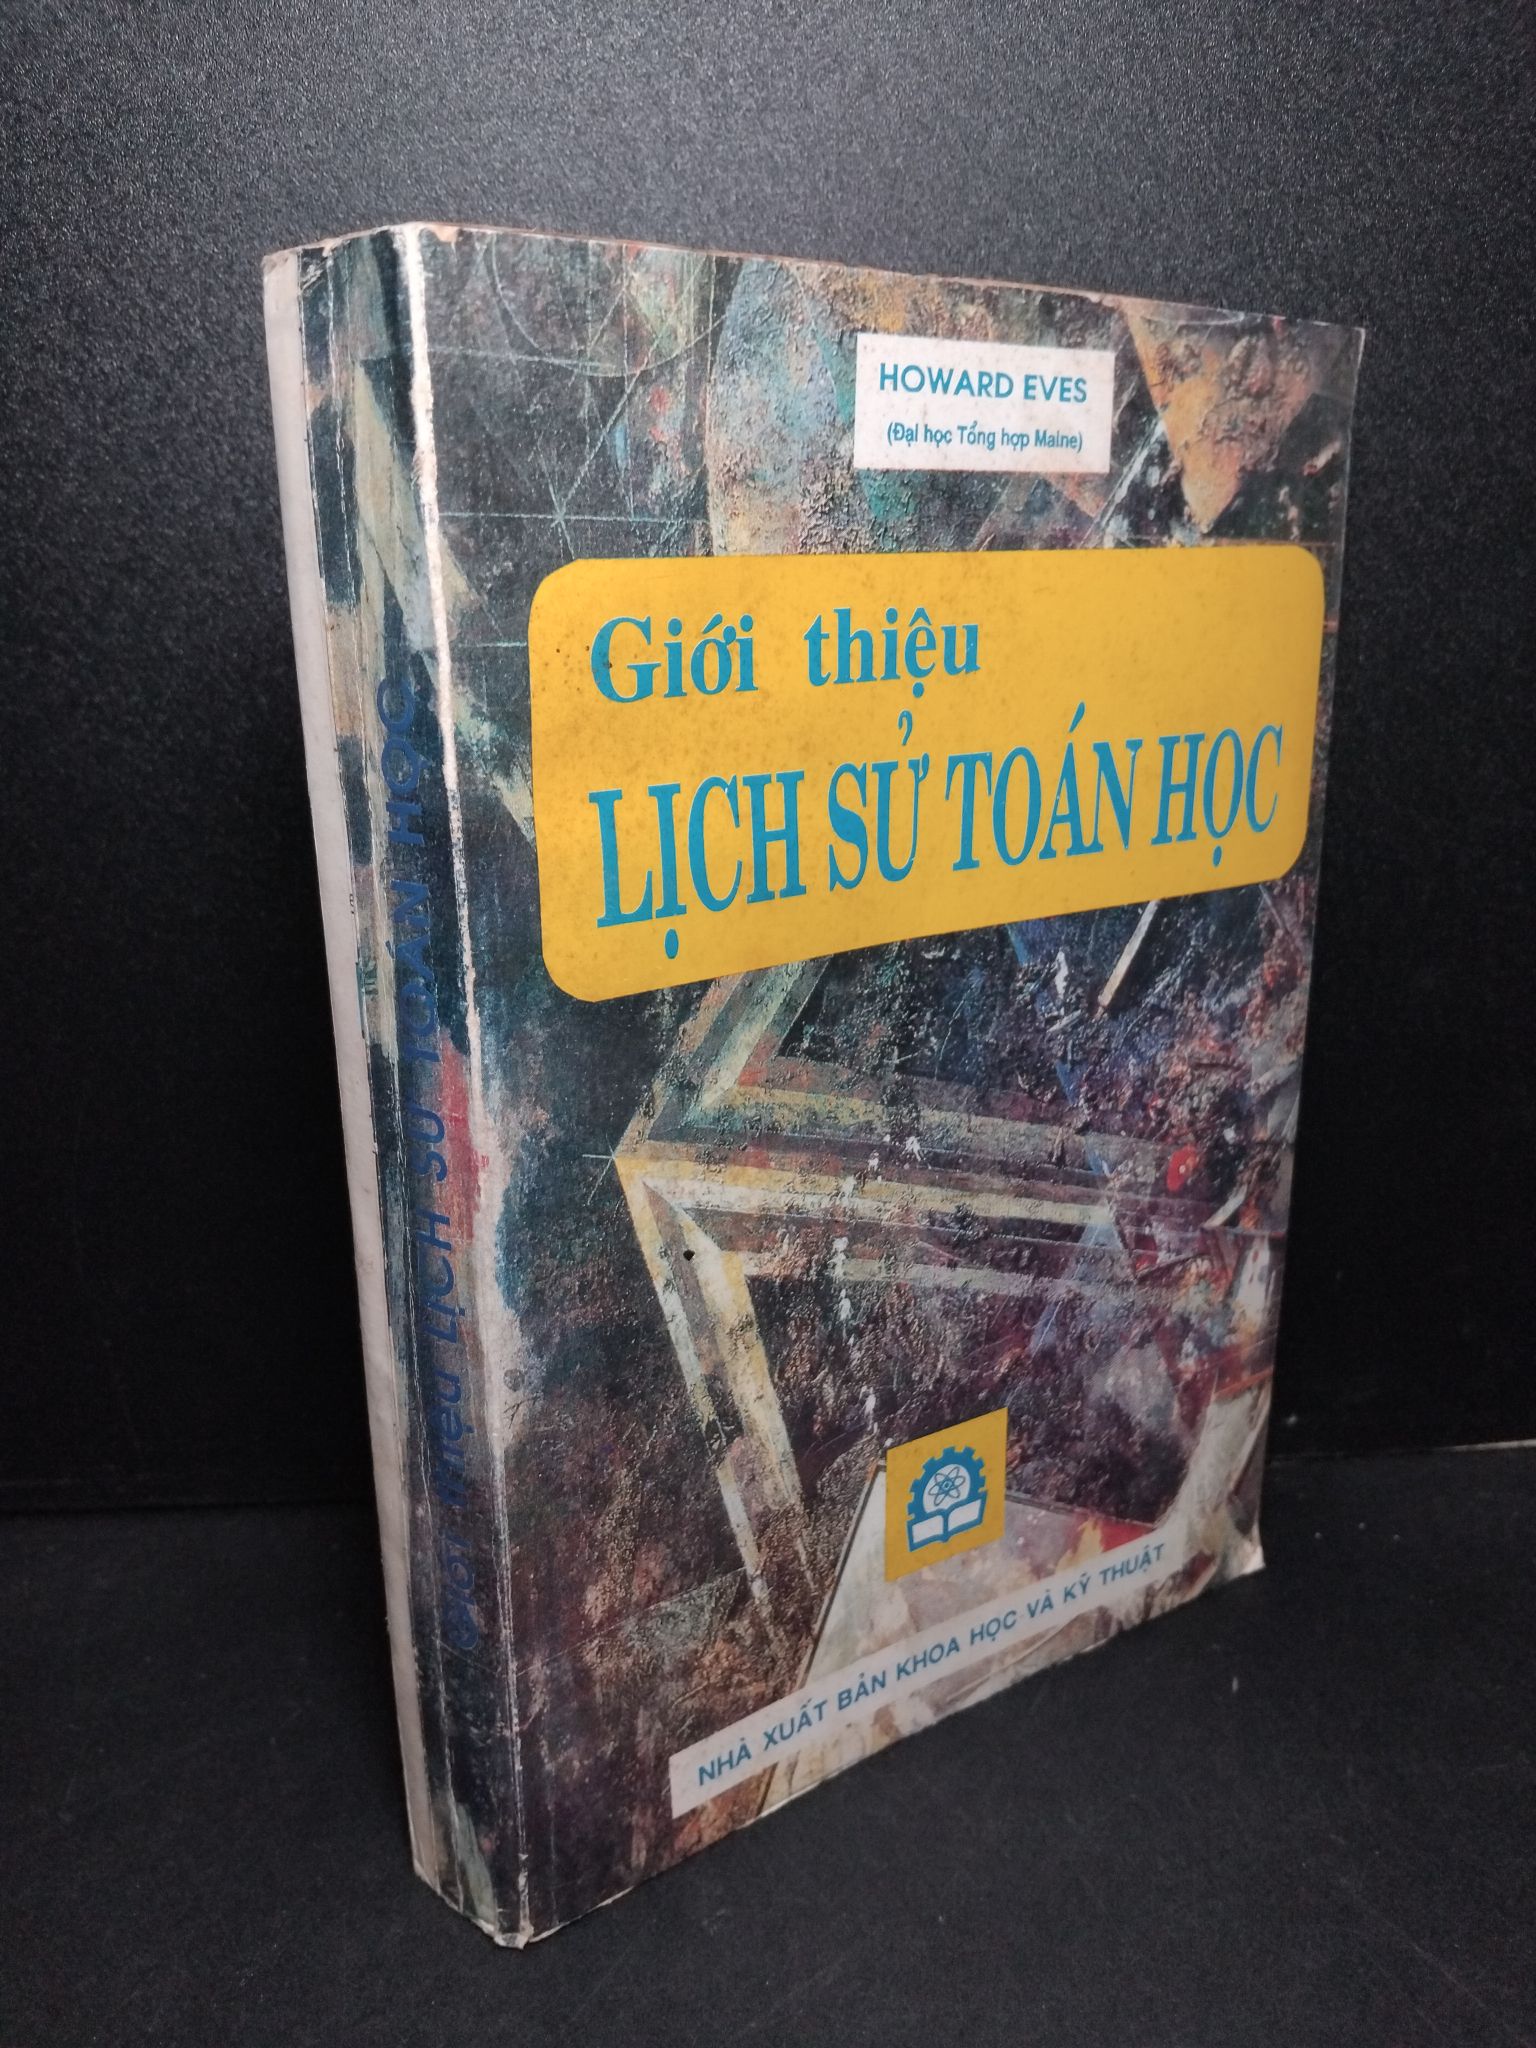 HOWARD EVES
(Đại học Tổng hợp Maine)
Giới thiệu
LỊCH SỬ TOÁN HỌC
NHÀ XUẤT BẢN KHOA HỌC VÀ KỸ THUẬT
GIỚI THIỆU LỊCH SỬ TOÁN HỌC